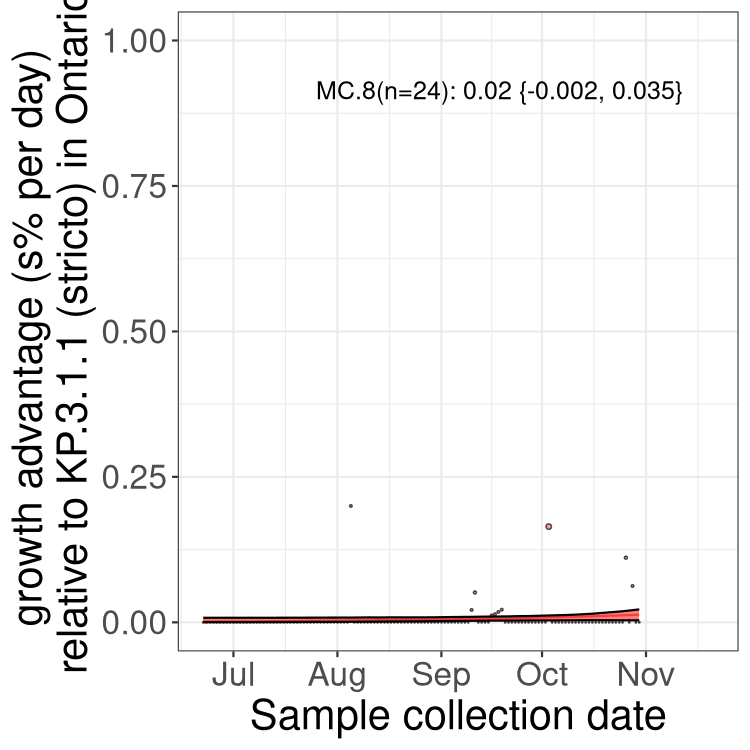 growth advantage (s% per day)
relative to KP.3.1.1 (stricto) in Ontario
1.00
0.75
0.50
0.25
0.00
MC.8(n=24): 0.02 {-0.002, 0.035}
Jul Aug Sep Oct Nov
Sample collection date